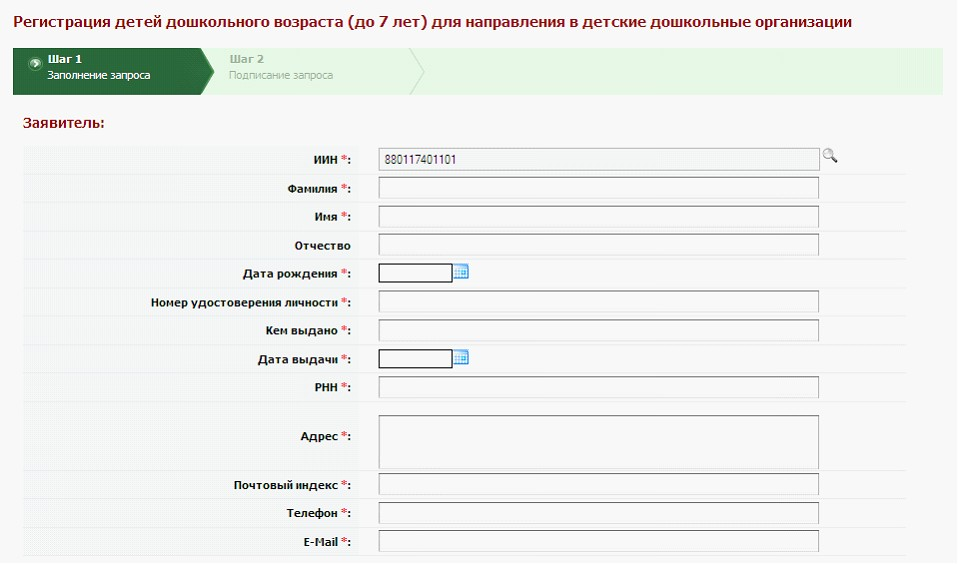 Регистрация детей дошкольного возраста (до 7 лет) для направления в детские дошкольные организации
Шаг 1
Заполнение запроса
Шаг 2
Подписание запроса
Заявитель:
ИИН *: 880117401101
Фамилия *:
Имя *:
Отчество
Дата рождения *:
Номер удостоверения личности *:
Кем выдано *:
Дата выдачи *:
РНН *:
Адрес *:
Почтовый индекс *:
Телефон *:
E-Mail *: